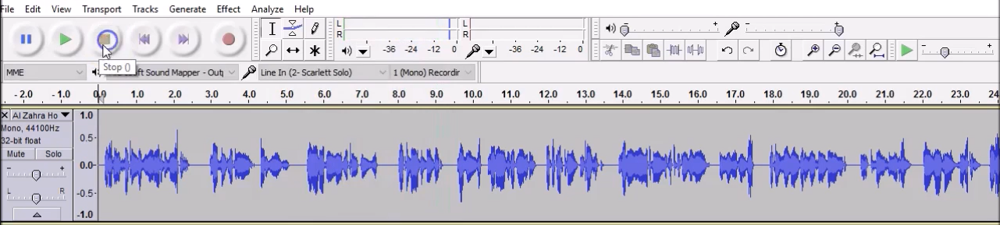 File Edit View Transport Tracks Generate Effect Analyze Help
L
R
-36 -24 -12 0
L
R
-36 -24 -12 0
Stop ()
MME
Sound Mapper - Outp
Line In (2- Scarlett Solo)
1 (Mono) Recordir
- 2.0 - 1.0 0.0 1.0 2.0 3.0 4.0 5.0 6.0 7.0 8.0 9.0 10.0 11.0 12.0 13.0 14.0 15.0 16.0 17.0 18.0 19.0 20.0 21.0 22.0 23.0 24
X Al Zahra Ho
Mono, 44100Hz
32-bit float
Mute Solo
- +
L R
1.0
0.5-
0.0-
-0.5-
-1.0